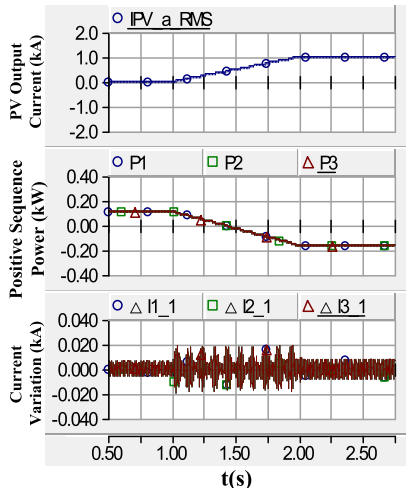 IPV_a_RMS
PV Output
Current (kA)
2.0
1.0
0.0
-1.0
-2.0
P1 P2 P3
Positive Sequence
Power (kW)
0.40
0.20
0.00
-0.20
-0.40
△ I1_1 △ I2_1 △ I3_1
Current
Variation (kA)
0.040
0.020
0.000
-0.020
-0.040
0.50 1.00 1.50 2.00 2.50
t(s)